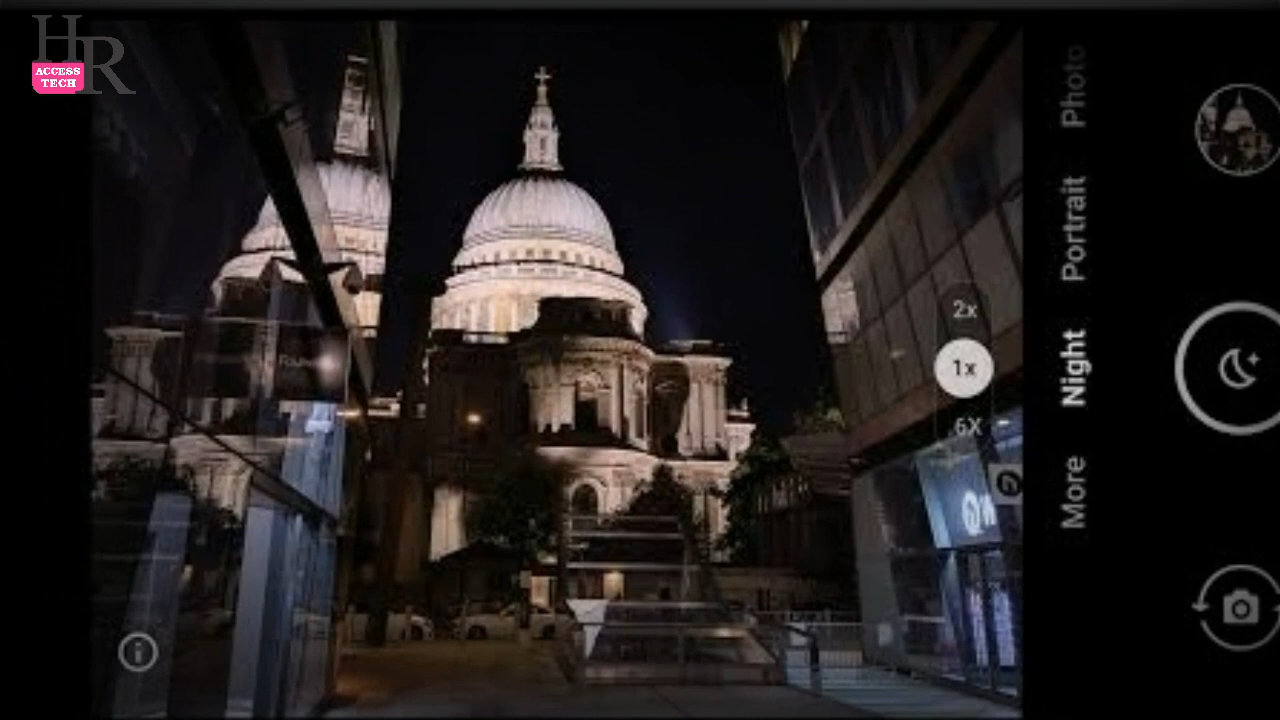 HR
ACCESS
TECH
Photo
Portrait
Night
More
2x
1x
6X